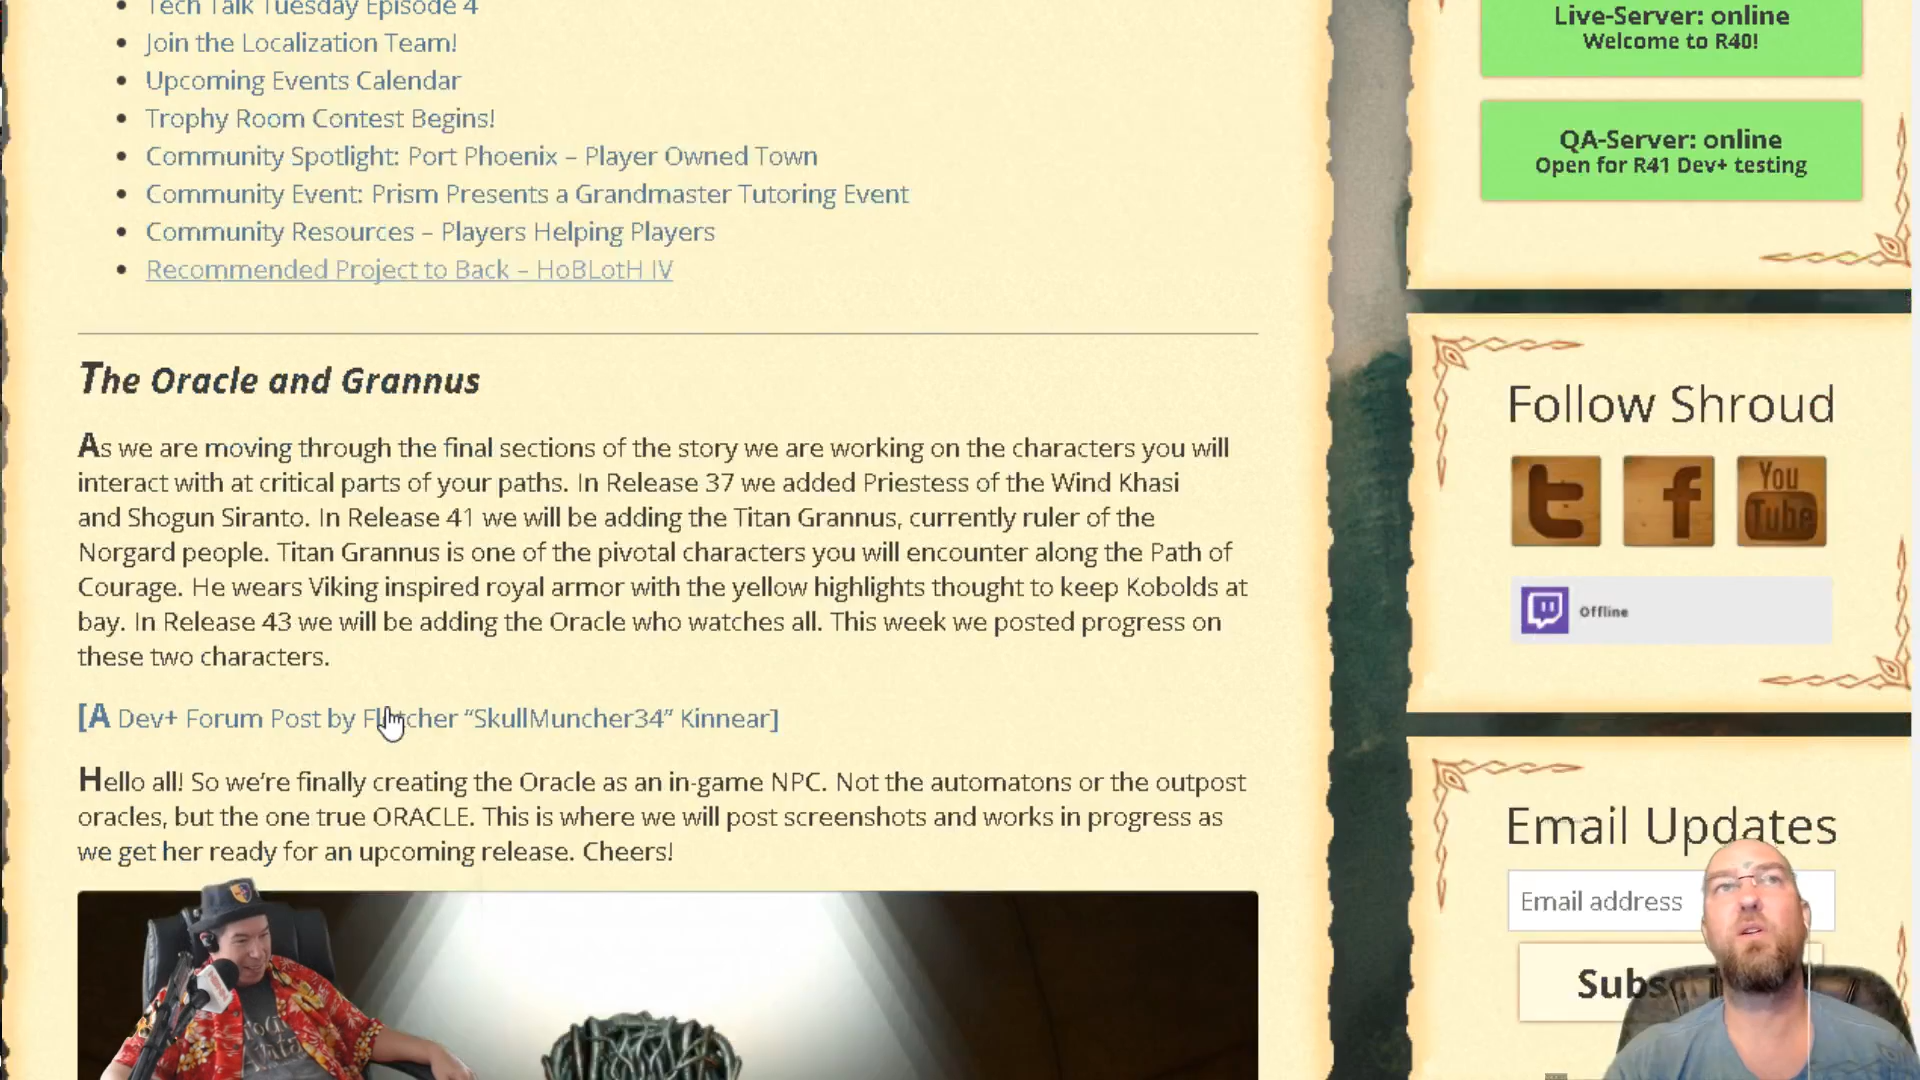 Tech Talk Tuesday Episode 4
Join the Localization Team!
Upcoming Events Calendar
Trophy Room Contest Begins!
Community Spotlight: Port Phoenix – Player Owned Town
Community Event: Prism Presents a Grandmaster Tutoring Event
Community Resources – Players Helping Players
Recommended Project to Back – HoBLotH IV
The Oracle and Grannus
As we are moving through the final sections of the story we are working on the characters you will
interact with at critical parts of your paths. In Release 37 we added Priestess of the Wind Khasi
and Shogun Siranto. In Release 41 we will be adding the Titan Grannus, currently ruler of the
Norgard people. Titan Grannus is one of the pivotal characters you will encounter along the Path of
Courage. He wears Viking inspired royal armor with the yellow highlights thought to keep Kobolds at
bay. In Release 43 we will be adding the Oracle who watches all. This week we posted progress on
these two characters.
[A Dev+ Forum Post by Fletcher “SkullMuncher34” Kinnear]
Hello all! So we’re finally creating the Oracle as an in-game NPC. Not the automatons or the outpost
oracles, but the one true ORACLE. This is where we will post screenshots and works in progress as
we get her ready for an upcoming release. Cheers!
Live-Server: online
Welcome to R40!
QA-Server: online
Open for R41 Dev+ testing
Follow Shroud
t f You Tube
Offline
Email Updates
Email address
Subs